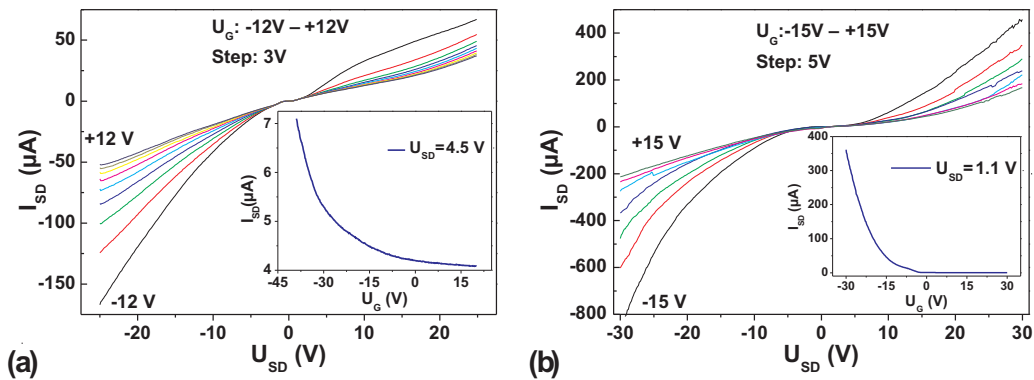 U_G: -12V – +12V
Step: 3V
50
0
-50
-100
-150
I_SD (µA)
+12 V
-12 V
-20
-10
0
10
20
U_SD (V)
(a)
7
6
5
4
I_SD(µA)
U_SD=4.5 V
-45
-30
-15
0
15
U_G (V)
U_G:-15V – +15V
Step: 5V
400
200
0
-200
-400
-600
-800
I_SD (µA)
+15 V
-15 V
-30
-20
-10
0
10
20
30
U_SD (V)
(b)
400
300
200
100
0
I_SD (µA)
U_SD=1.1 V
-30
-15
0
15
30
U_G (V)